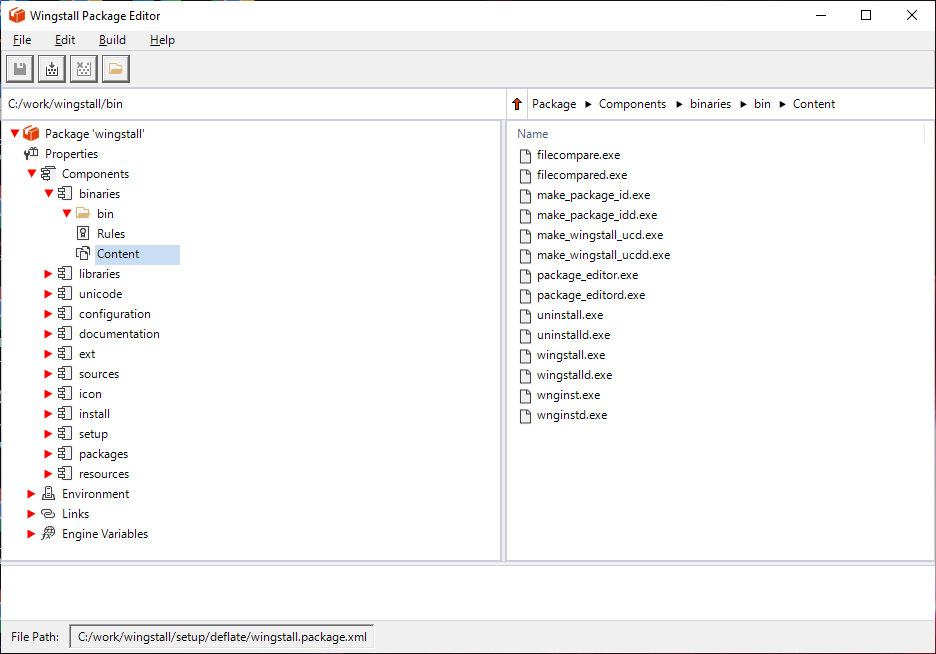 Wingstall Package Editor
File Edit Build Help
C:/work/wingstall/bin
Package Components binaries bin Content
Package 'wingstall'
Properties
Components
binaries
bin
Rules
Content
libraries
unicode
configuration
documentation
ext
sources
icon
install
setup
packages
resources
Environment
Links
Engine Variables
Name
filecompare.exe
filecompared.exe
make_package_id.exe
make_package_idd.exe
make_wingstall_ucd.exe
make_wingstall_ucdd.exe
package_editor.exe
package_editord.exe
uninstall.exe
uninstalld.exe
wingstall.exe
wingstalld.exe
wnginst.exe
wnginstd.exe
File Path: C:/work/wingstall/setup/deflate/wingstall.package.xml